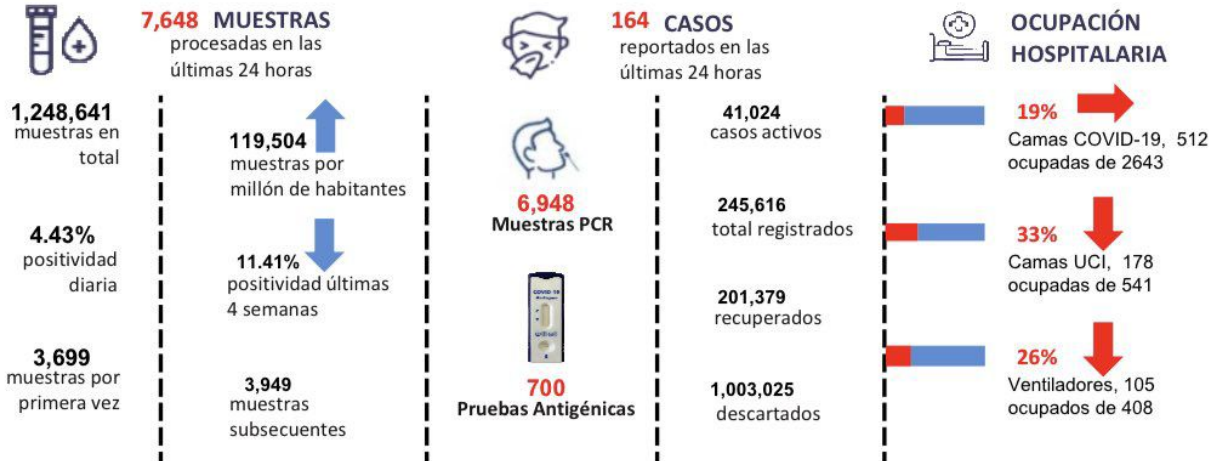 7,648 MUESTRAS
procesadas en las
últimas 24 horas
1,248,641
muestras en
total
119,504
muestras por
millón de habitantes
4.43%
positividad
diaria
11.41%
positividad últimas
4 semanas
3,699
muestras por
primera vez
3,949
muestras
subsecuentes
164 CASOS
reportados en las
últimas 24 horas
6,948
Muestras PCR
COVID-19
700
Pruebas Antigénicas
41,024
casos activos
245,616
total registrados
201,379
recuperados
1,003,025
descartados
OCUPACIÓN
HOSPITALARIA
19%
Camas COVID-19, 512
ocupadas de 2643
33%
Camas UCI, 178
ocupadas de 541
26%
Ventiladores, 105
ocupados de 408